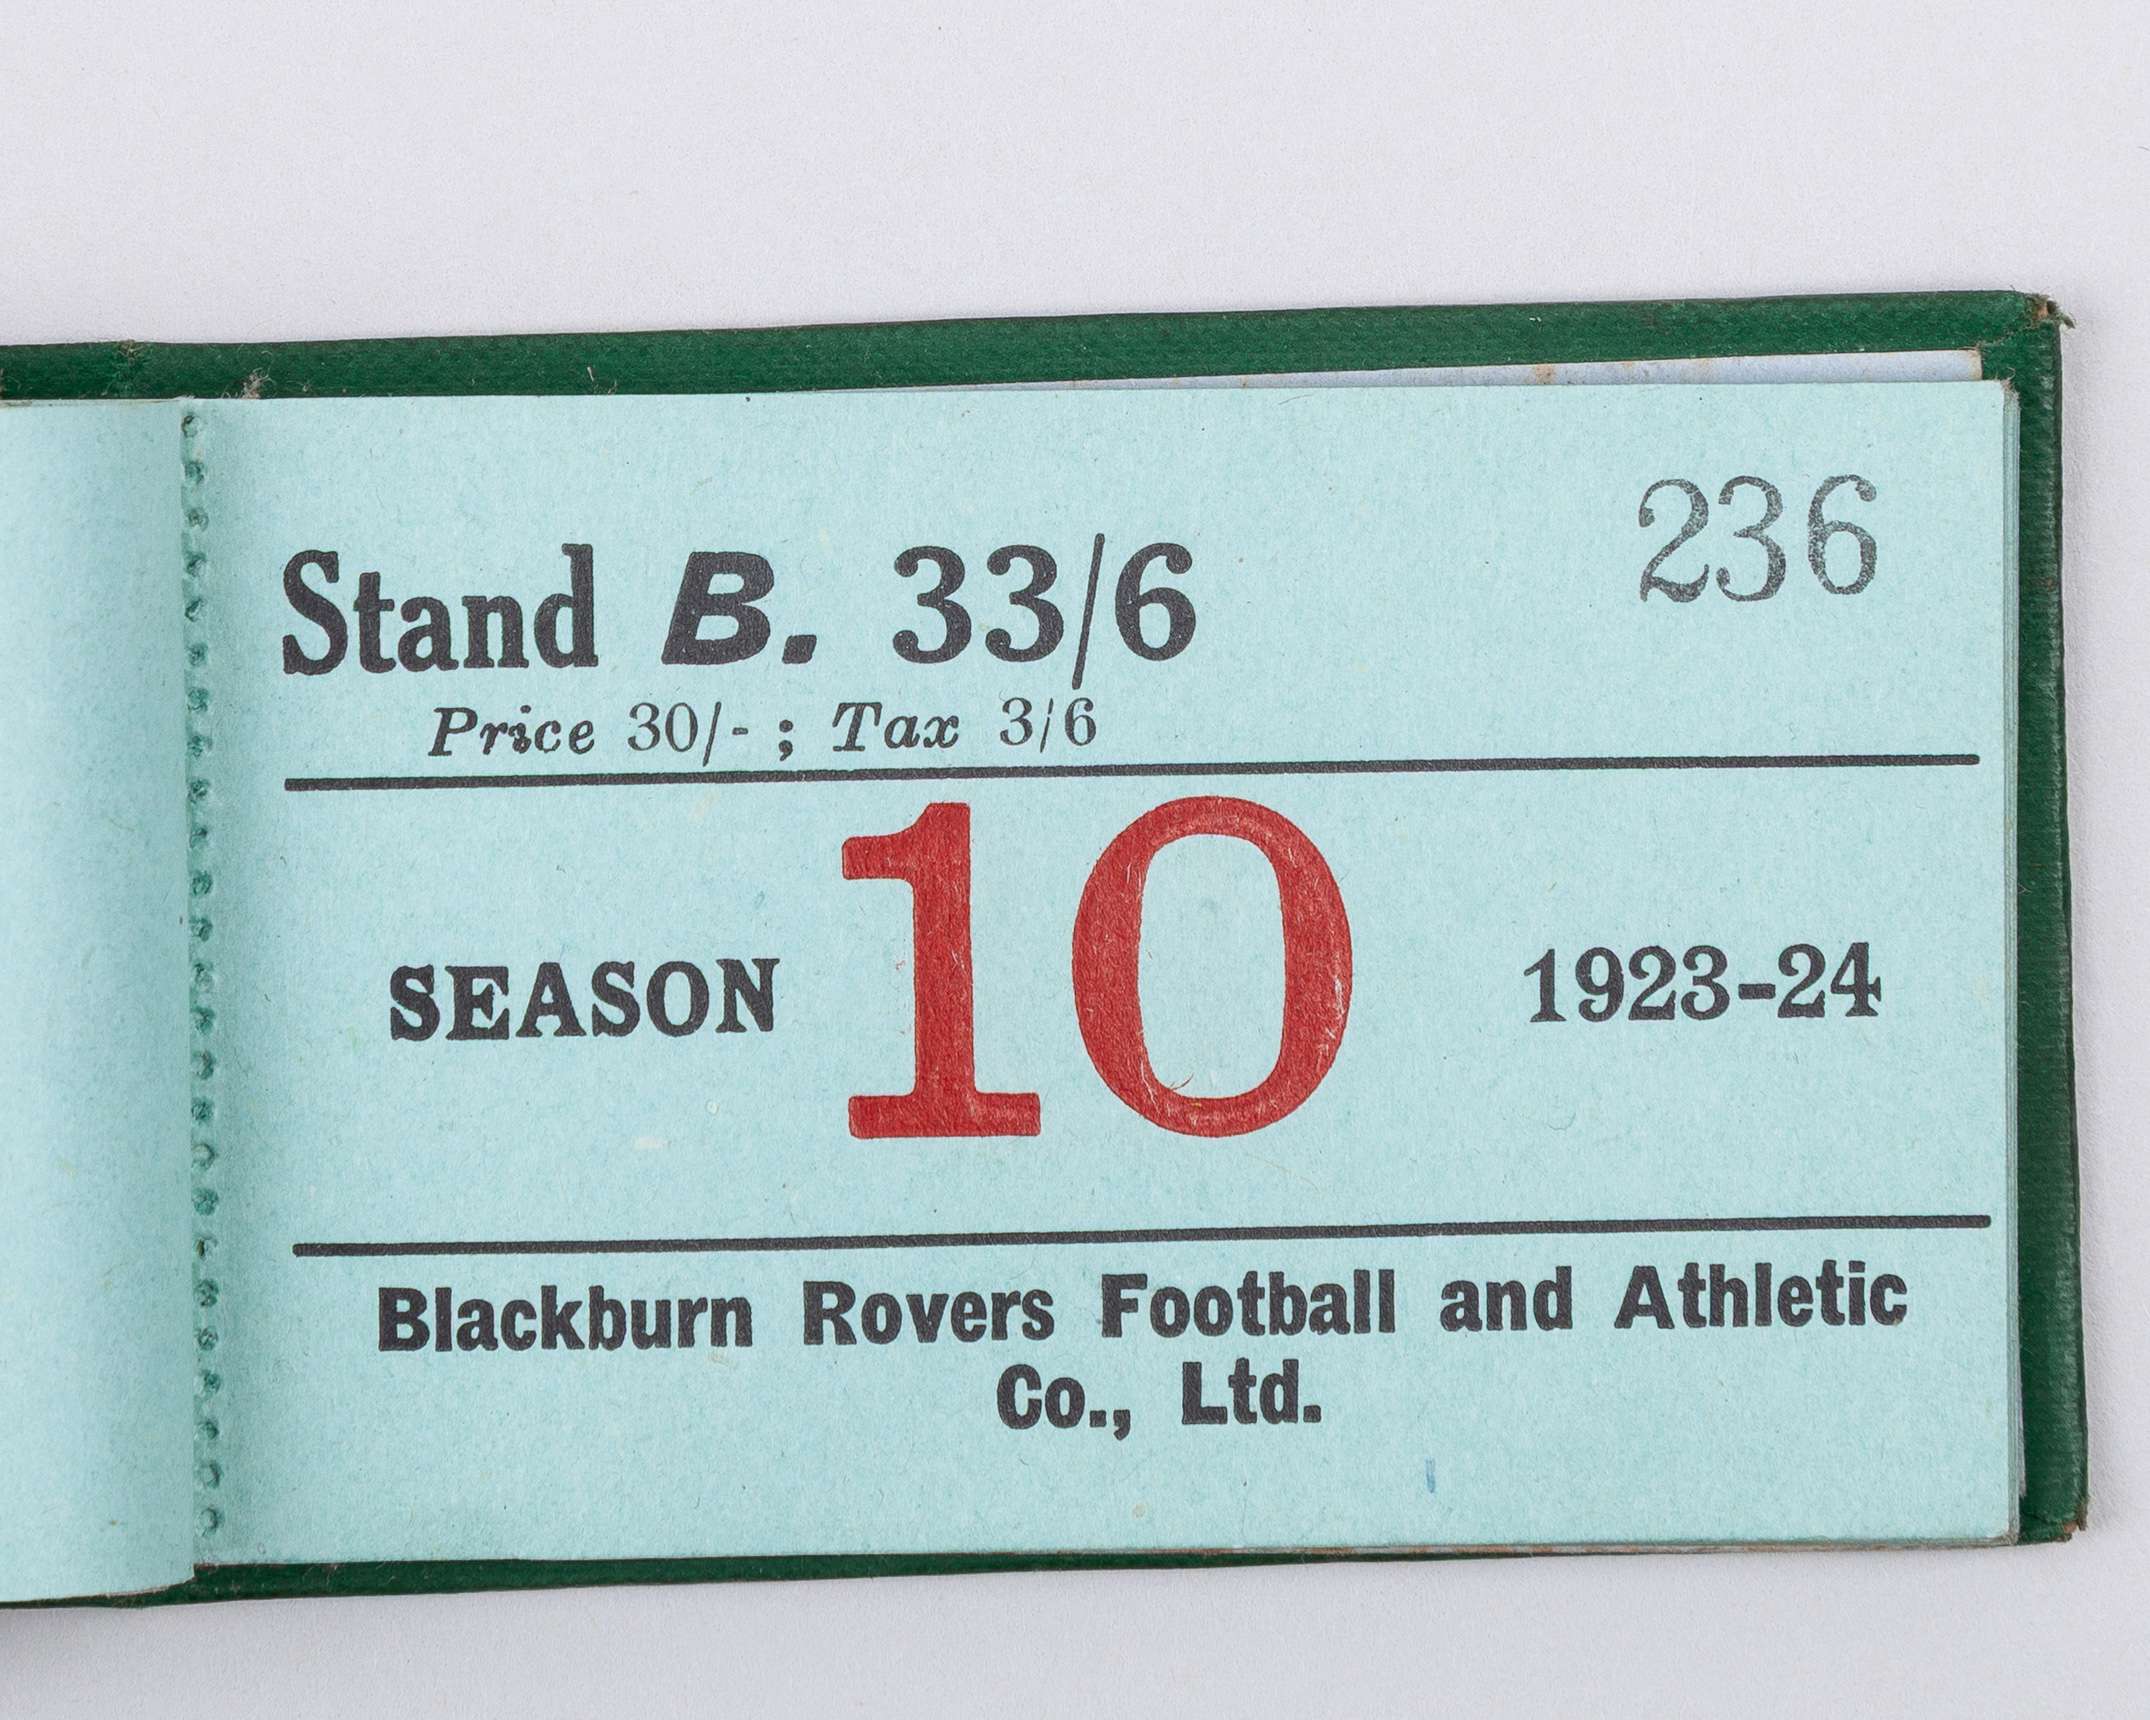 236
Stand B. 33/6
Price 30/- ; Tax 3/6
SEASON 10 1923-24
Blackburn Rovers Football and Athletic
Co., Ltd.